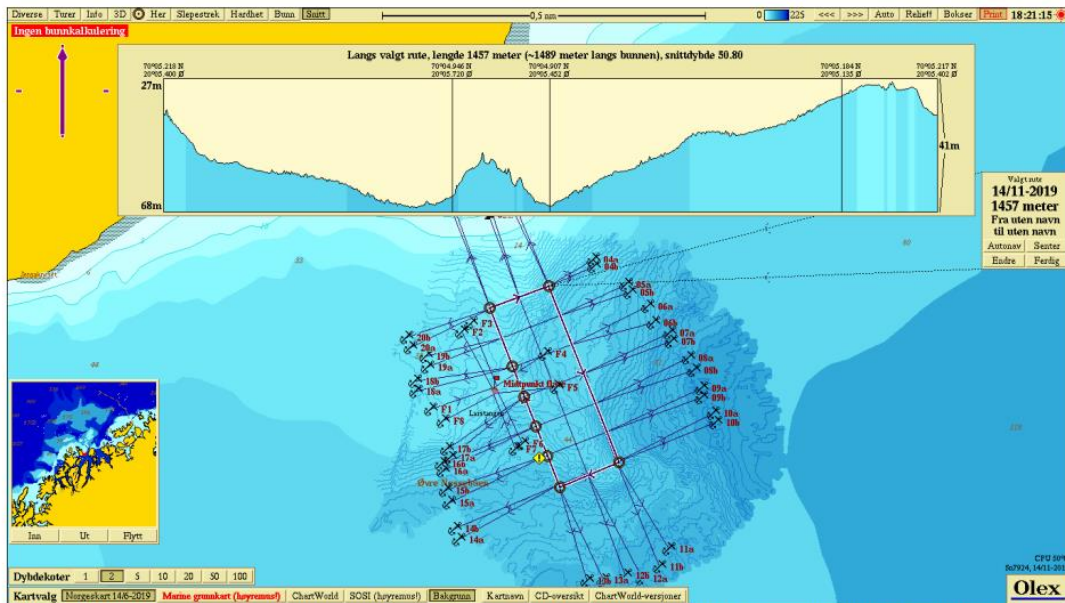 Diverse Turer Info 3D Her Slepestrek Hardhet Bunn Snitt 0,5 nm 0 225 <<< >>> Auto Relieff Bokser Print 18:21:15
Ingen bunnkalkulering
Langs valgt rute, lengde 1457 meter (~1489 meter langs bunnen), snittdybde 50.80
70°05.218 N 70°04.946 N 70°04.907 N 70°05.184 N 70°05.217 N
20°05.400 Ø 20°05.720 Ø 20°05.452 Ø 20°05.135 Ø 20°05.402 Ø
27m
41m
68m
Valgt rute
14/11-2019
1457 meter
Fra uten navn
til uten navn
Autonav Senter
Endre Ferdig
24
33
60
04a
04b
05a
05b
06a
06b
07a
07b
08a
08b
09a
09b
10a
10b
20b
20a
19b
19a
18a
F3
F2
F4
F5
Midtpunkt
F1
F8
F6
F7
44
17b
17a
16b
16a
15b
15a
14b
14a
11a
11b
12b
12a
13a
13b
Inn Ut Flytt
Dybdekoter 1 2 5 10 20 50 100
Kartvalg Norgeskart 14/6-2019 Marine grunnkart (høyremus!) ChartWorld SOSI (høyremus!) Bakgrunn Kartnavn CD-oversikt ChartWorld-versjoner
CPU 50°
Olex